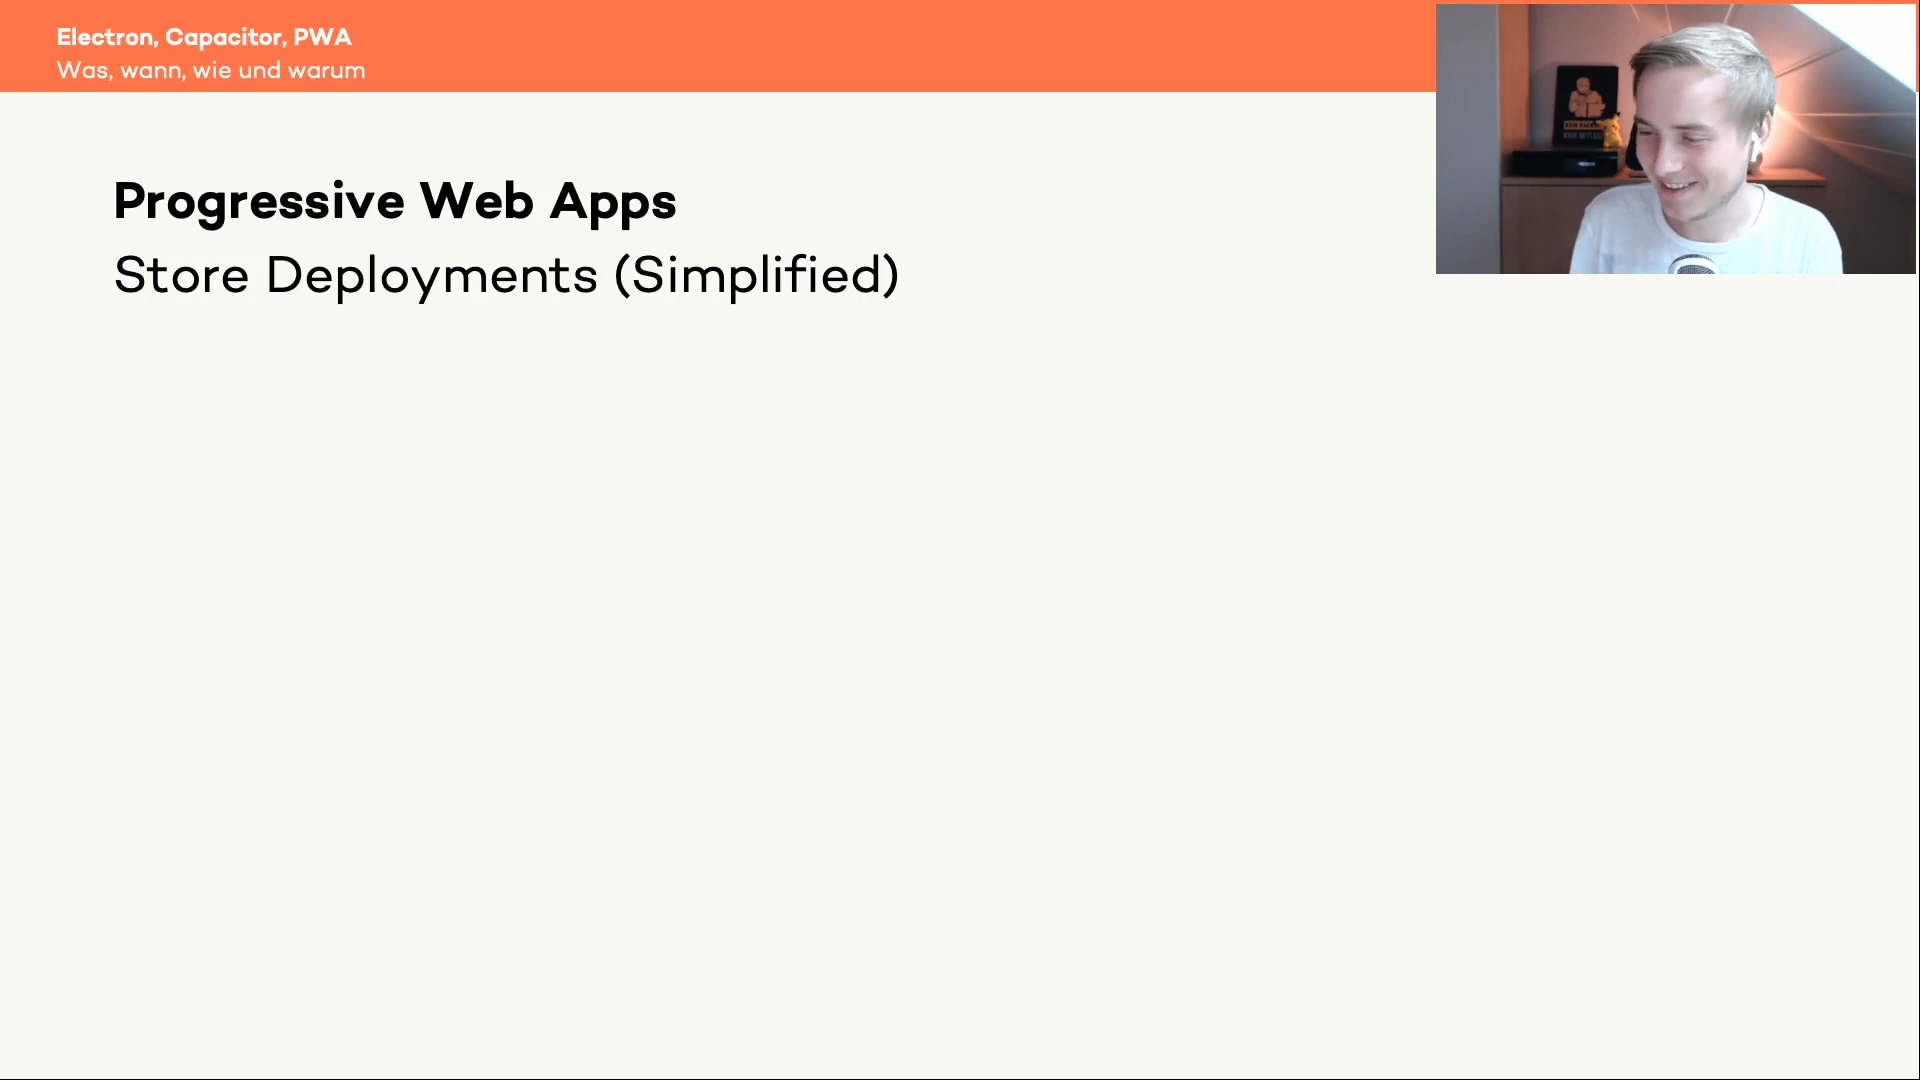 Electron, Capacitor, PWA
Was, wann, wie und warum
Progressive Web Apps
Store Deployments (Simplified)